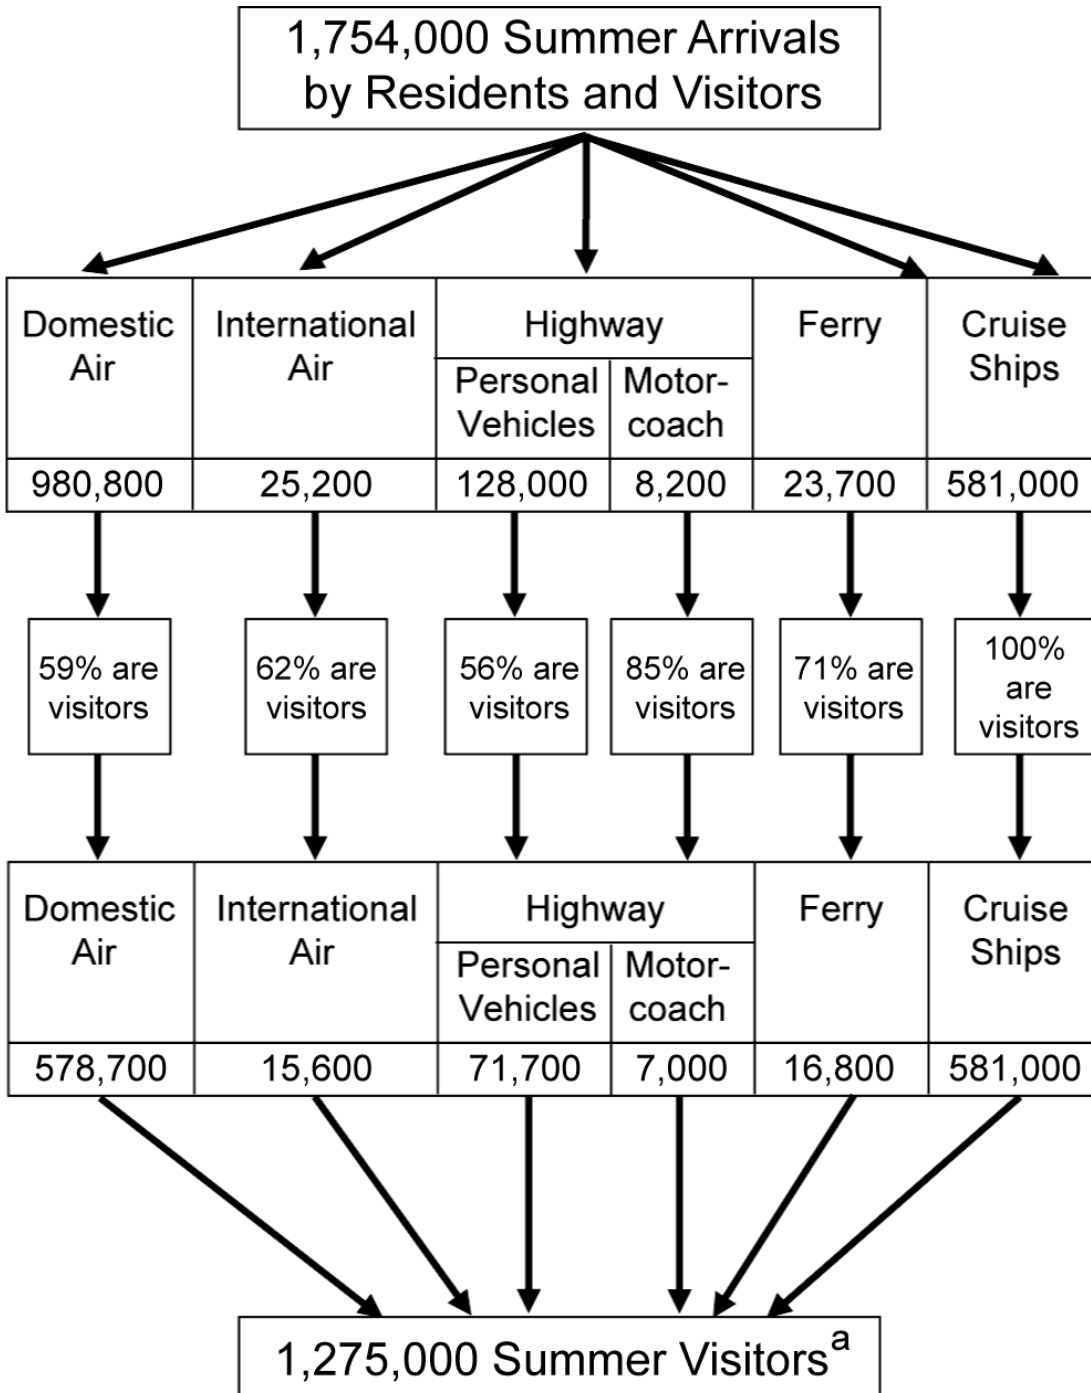 1,754,000 Summer Arrivals
by Residents and Visitors
Domestic
Air
International
Air
Highway
Personal
Vehicles
Motor-
coach
Ferry
Cruise
Ships
980,800
25,200
128,000
8,200
23,700
581,000
59% are
visitors
62% are
visitors
56% are
visitors
85% are
visitors
71% are
visitors
100%
are
visitors
Domestic
Air
International
Air
Highway
Personal
Vehicles
Motor-
coach
Ferry
Cruise
Ships
578,700
15,600
71,700
7,000
16,800
581,000
1,275,000 Summer Visitorsᵃ